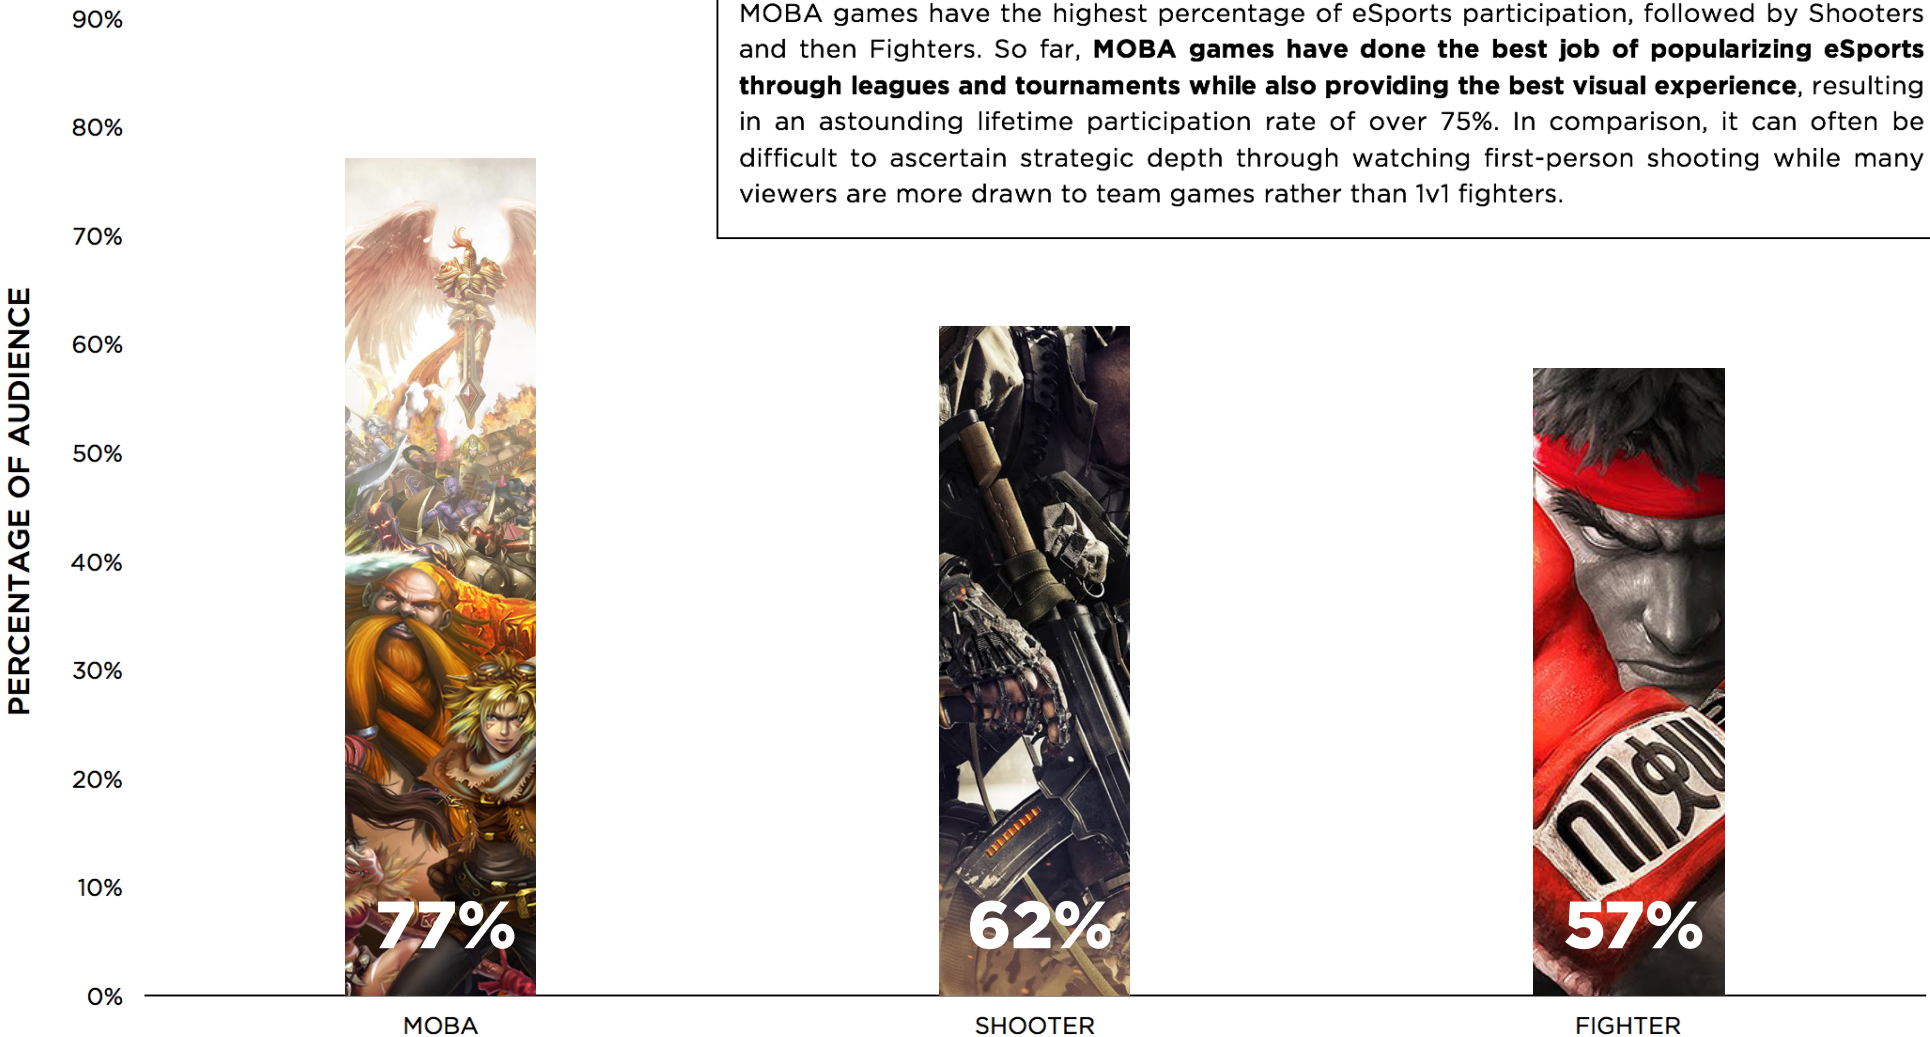 MOBA games have the highest percentage of eSports participation, followed by Shooters
and then Fighters. So far, MOBA games have done the best job of popularizing eSports
through leagues and tournaments while also providing the best visual experience, resulting
in an astounding lifetime participation rate of over 75%. In comparison, it can often be
difficult to ascertain strategic depth through watching first-person shooting while many
viewers are more drawn to team games rather than 1v1 fighters.
PERCENTAGE OF AUDIENCE
90%
80%
70%
60%
50%
40%
30%
20%
10%
0%
77%
62%
57%
MOBA
SHOOTER
FIGHTER